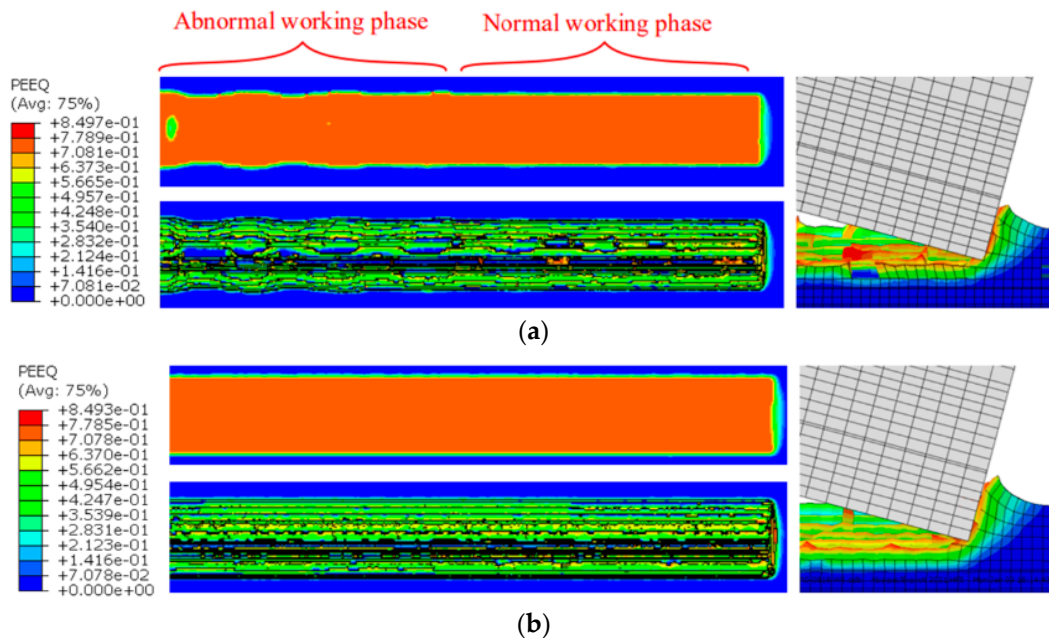 Abnormal working phase Normal working phase
PEEQ
(Avg: 75%)
+8.497e-01
+7.789e-01
+7.081e-01
+6.373e-01
+5.665e-01
+4.957e-01
+4.248e-01
+3.540e-01
+2.832e-01
+2.124e-01
+1.416e-01
+7.081e-02
+0.000e+00
(a)
PEEQ
(Avg: 75%)
+8.493e-01
+7.785e-01
+7.078e-01
+6.370e-01
+5.662e-01
+4.954e-01
+4.247e-01
+3.539e-01
+2.831e-01
+2.123e-01
+1.416e-01
+7.078e-02
+0.000e+00
(b)